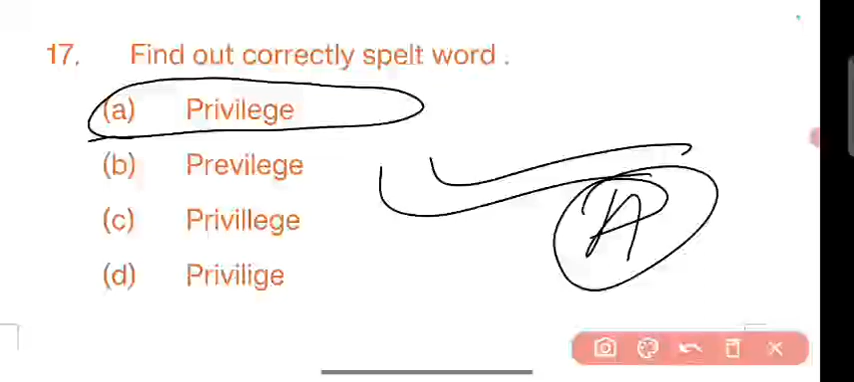 17. Find out correctly spelt word .
(a) Privilege
(b) Previlege
(c) Privillege
(d) Privilige
A